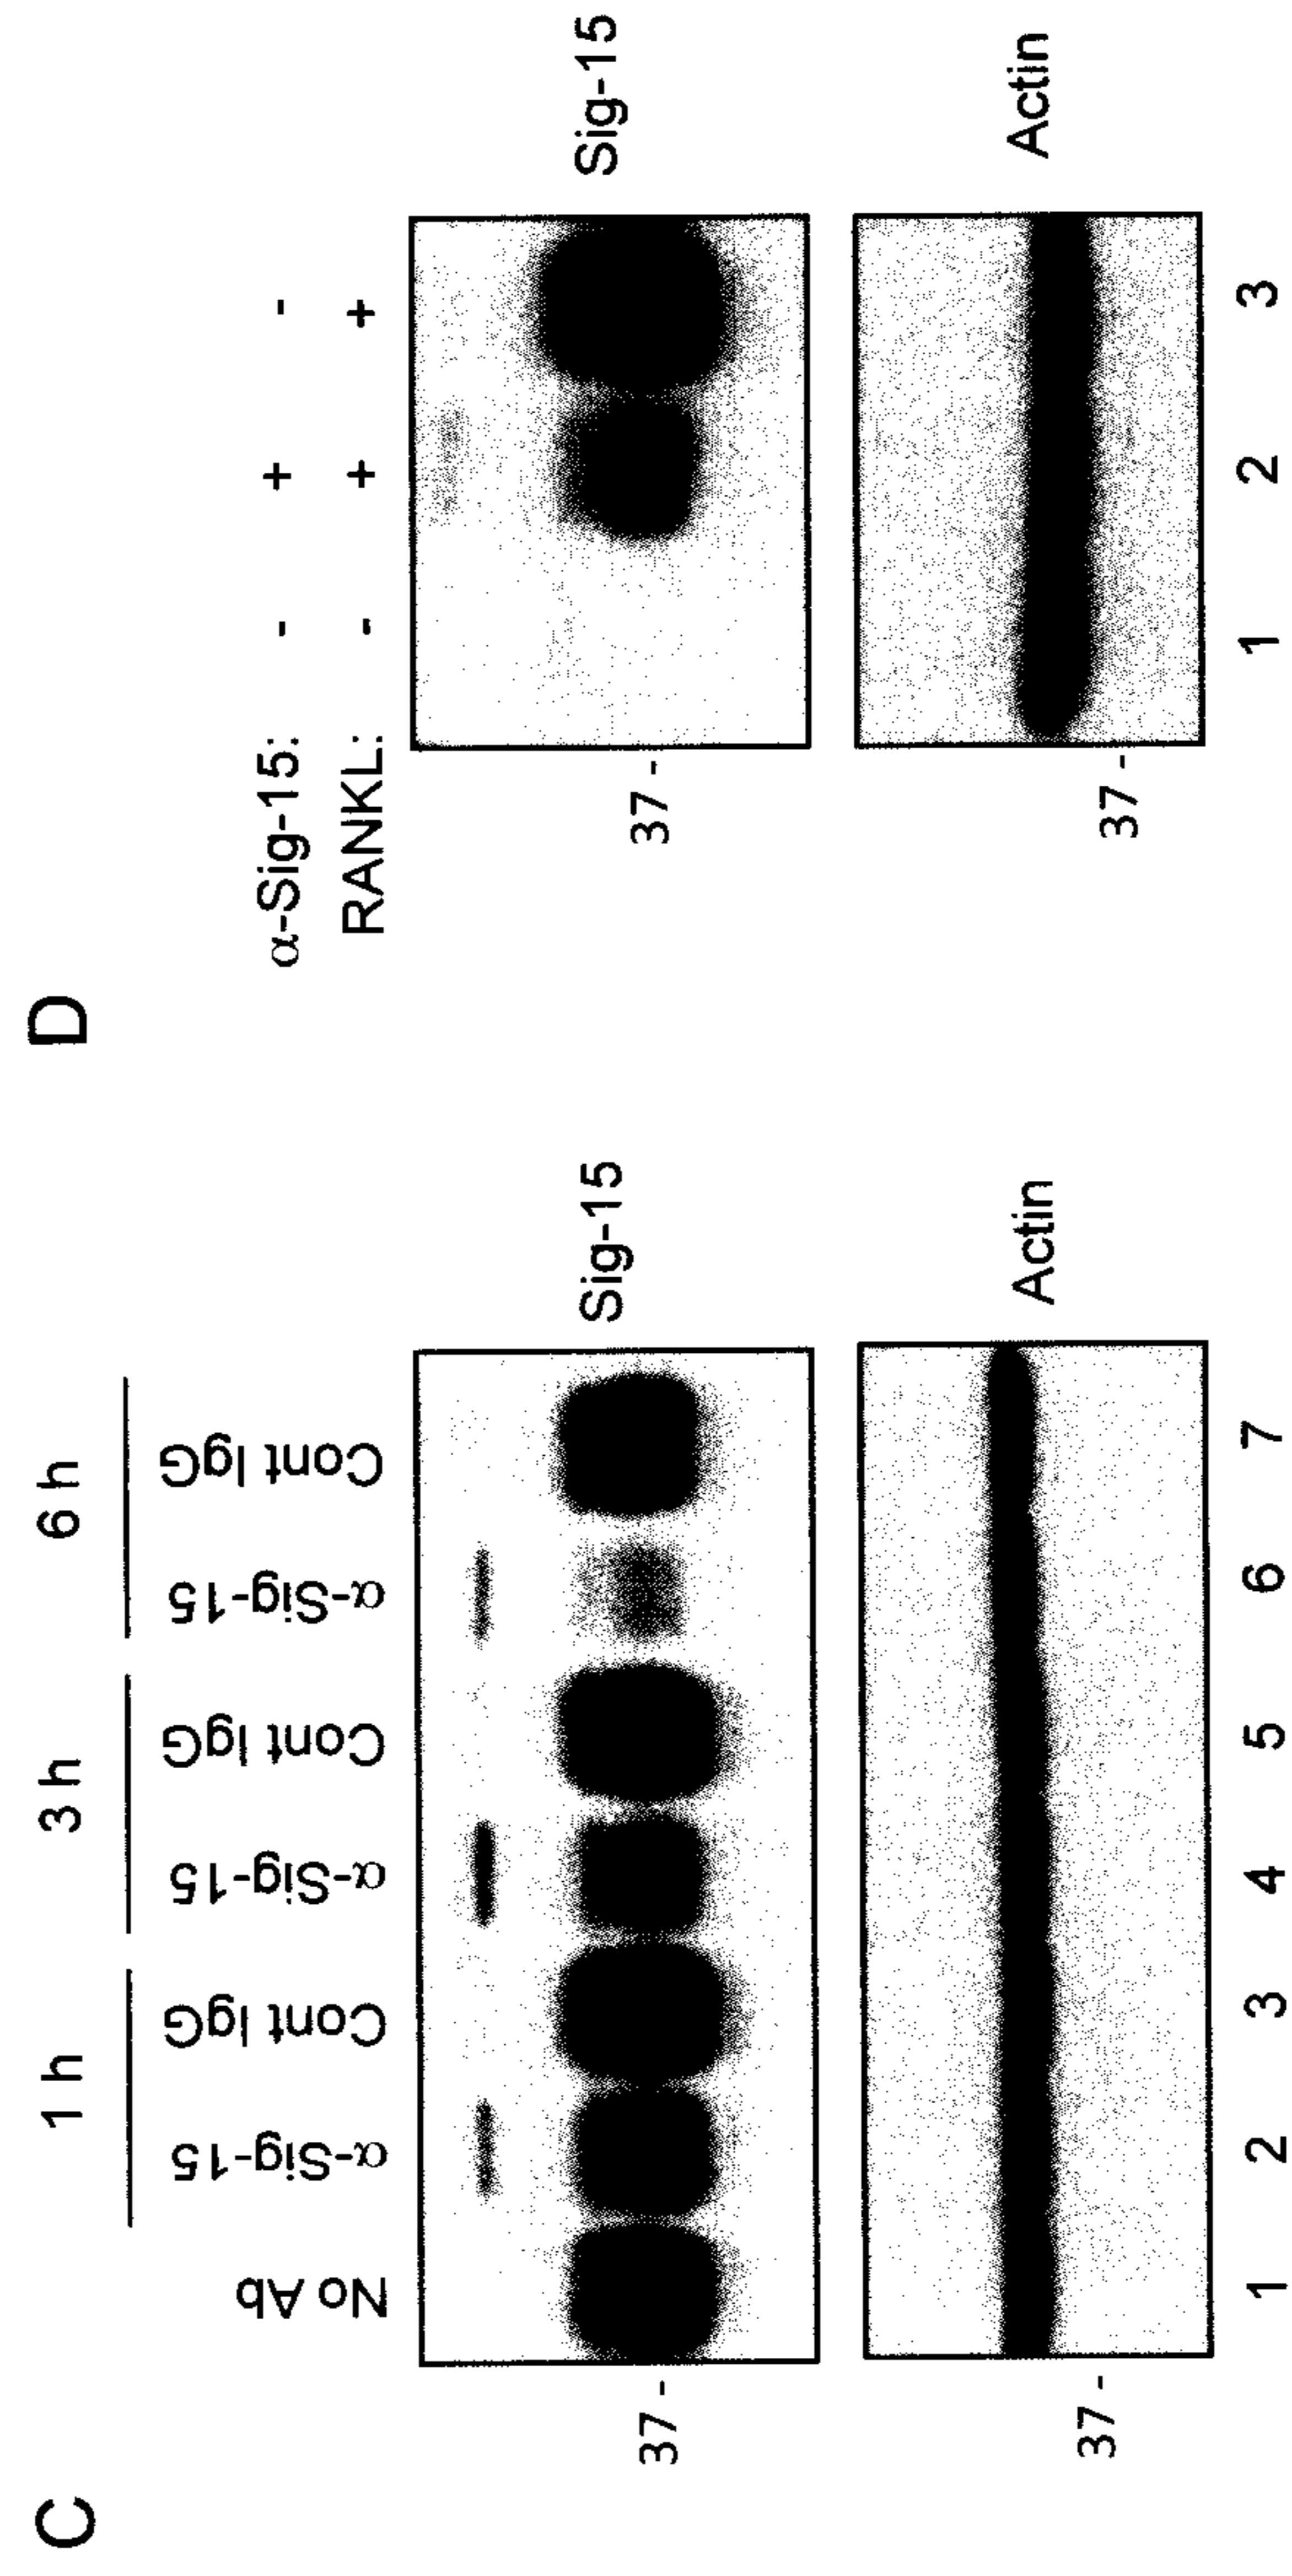 C
1 h 3 h 6 h
No Ab α-Sig-15 Cont IgG α-Sig-15 Cont IgG α-Sig-15 Cont IgG
37 - Sig-15
37 - Actin
1 2 3 4 5 6 7
D
α-Sig-15: - + -
RANKL: - + +
37 - Sig-15
37 - Actin
1 2 3